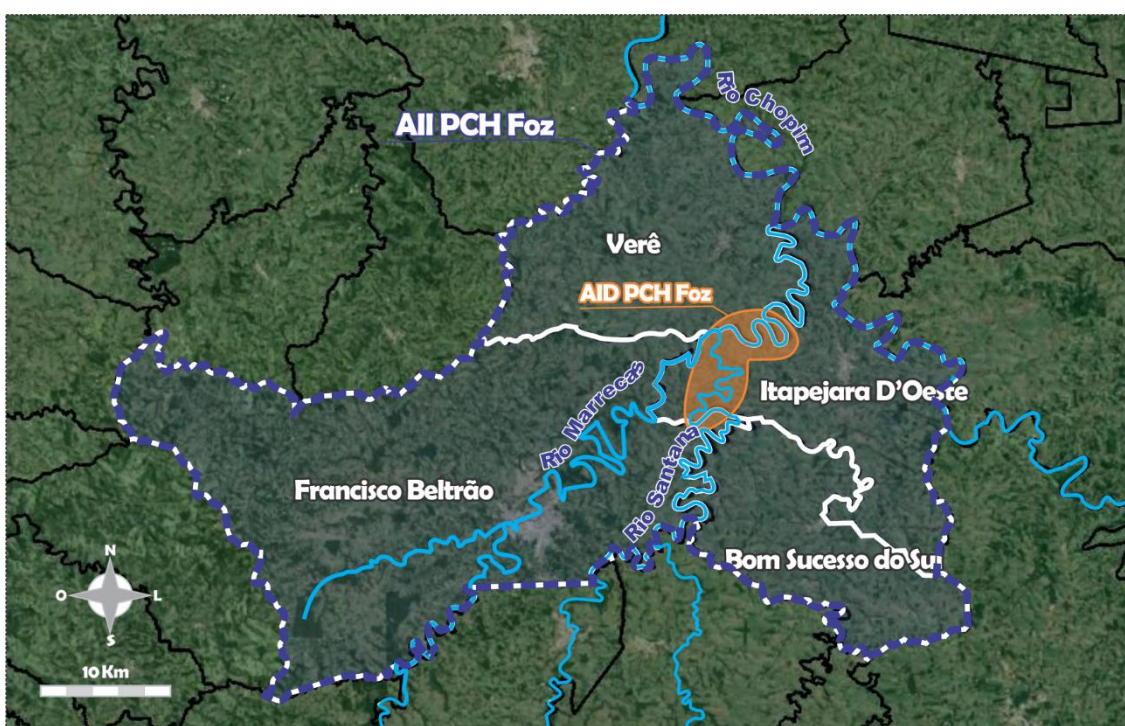 Rio Chopim
AII PCH Foz
Verê
AID PCH Foz
Itapejara D'Oeste
Rio Marrecas
Rio Santana
Francisco Beltrão
Bom Sucesso do Su
N
O
L
S
10 Km